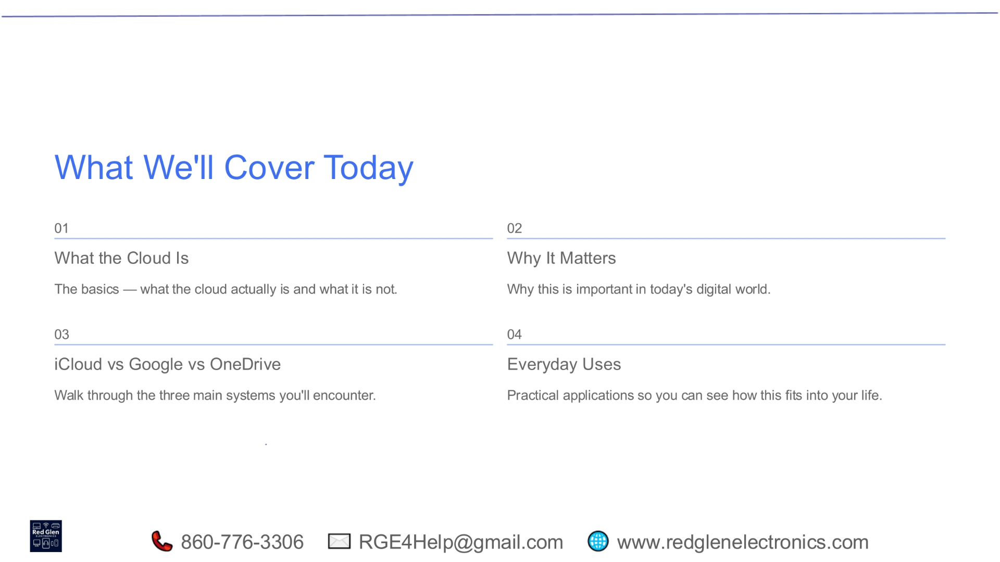 What We'll Cover Today
01
What the Cloud Is
The basics — what the cloud actually is and what it is not.
02
Why It Matters
Why this is important in today's digital world.
03
iCloud vs Google vs OneDrive
Walk through the three main systems you'll encounter.
04
Everyday Uses
Practical applications so you can see how this fits into your life.
.
Red Glen
ELECTRONICS
860-776-3306
RGE4Help@gmail.com
www.redglenelectronics.com